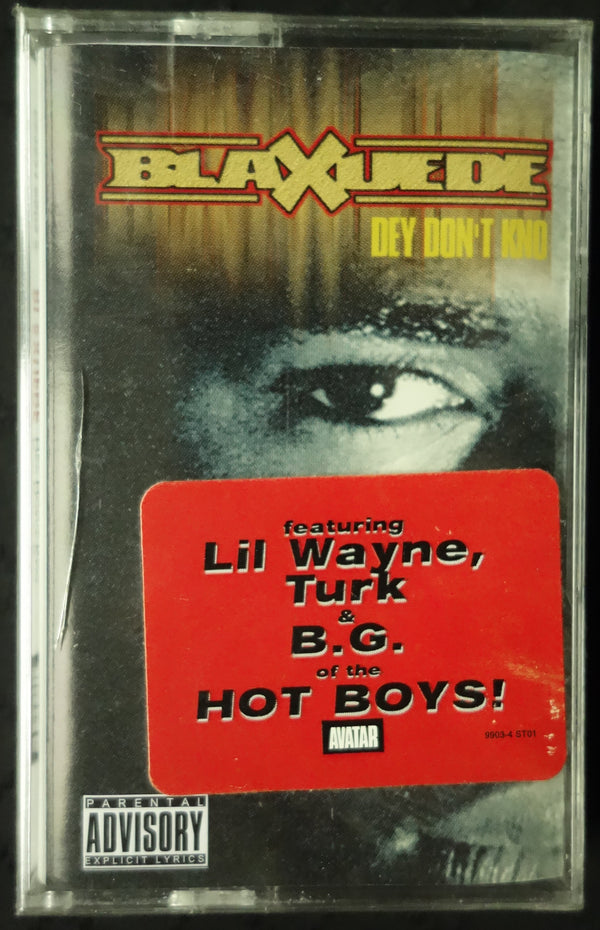 BLAXUEDE
DEY DON'T KNO
featuring
Lil Wayne,
Turk
&
B.G.
of the
HOT BOYS!
AVATAR
9903-4 ST01
PARENTAL
ADVISORY
EXPLICIT LYRICS